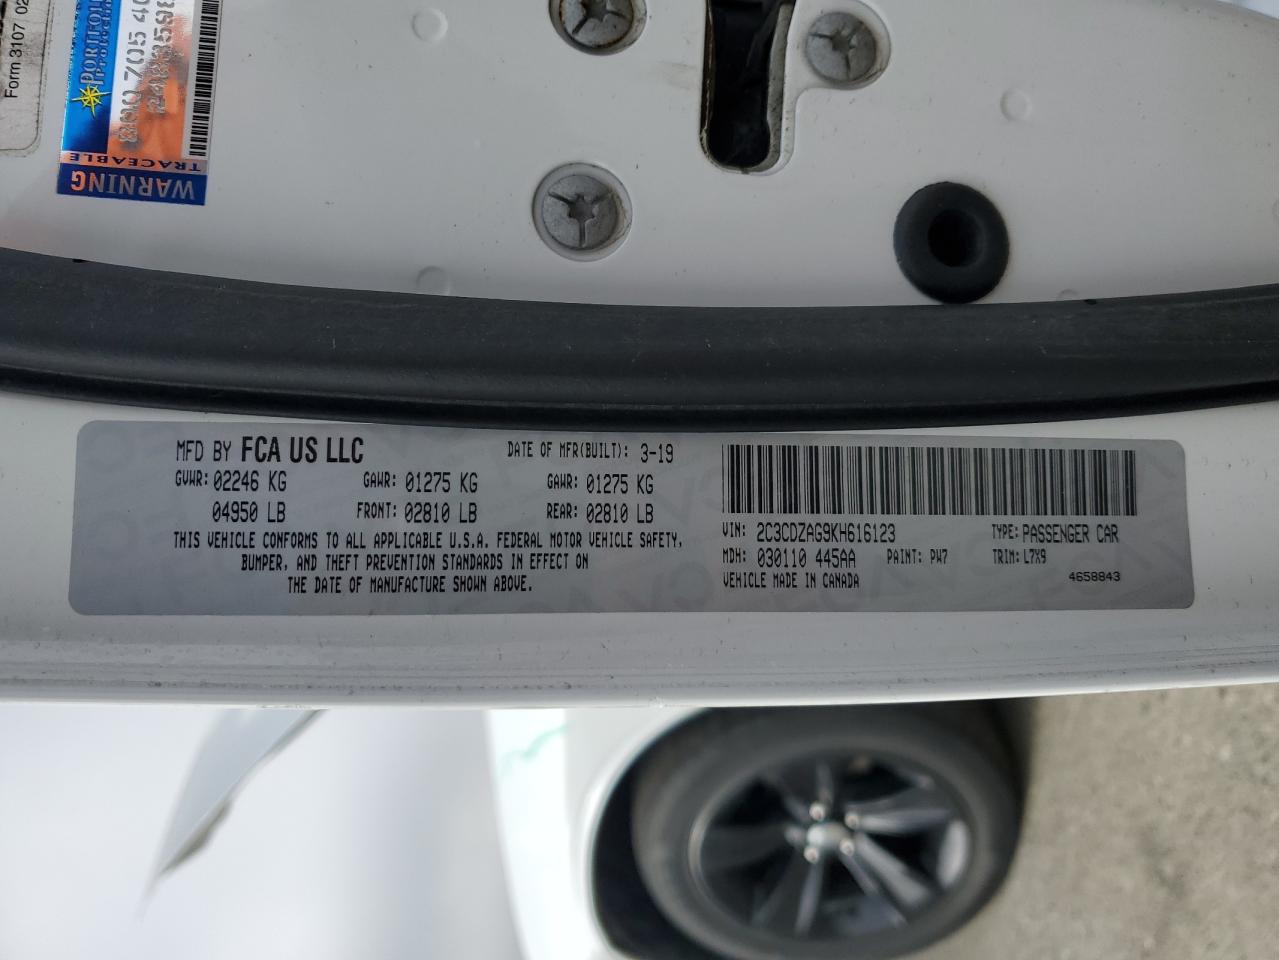 Form 3107 02
WARNING
TRACEABLE
MFD BY FCA US LLC
DATE OF MFR(BUILT): 3-19
GVWR: 02246 KG GAWR: 01275 KG GAWR: 01275 KG
04950 LB FRONT: 02810 LB REAR: 02810 LB
THIS VEHICLE CONFORMS TO ALL APPLICABLE U.S.A. FEDERAL MOTOR VEHICLE SAFETY,
BUMPER, AND THEFT PREVENTION STANDARDS IN EFFECT ON
THE DATE OF MANUFACTURE SHOWN ABOVE.
VIN: 2C3CDZAG9KH616123 TYPE: PASSENGER CAR
MDH: 030110 445AA PAINT: PW7 TRIM: L7X9
VEHICLE MADE IN CANADA 4658843